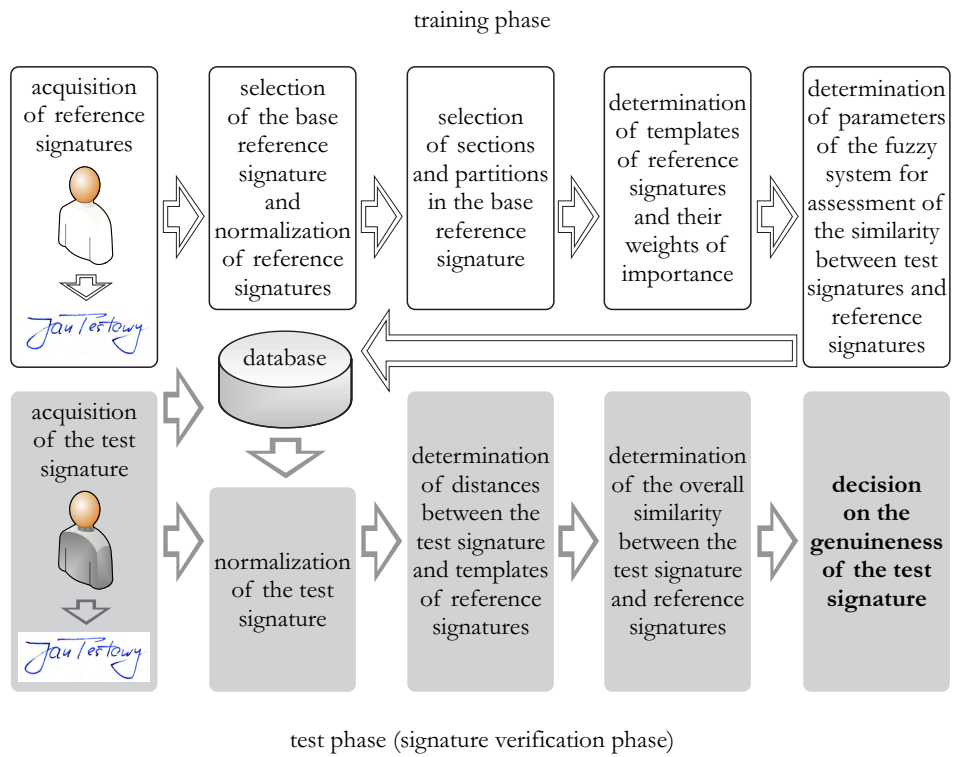 training phase
acquisition
of reference
signatures
Jan Testowy
selection
of the base
reference
signature
and
normalization
of reference
signatures
selection
of sections
and partitions
in the base
reference
signature
determination
of templates
of reference
signatures
and their
weights of
importance
determination
of parameters
of the fuzzy
system for
assessment of
the similarity
between test
signatures and
reference
signatures
database
acquisition
of the test
signature
Jan Testowy
normalization
of the test
signature
determination
of distances
between the
test signature
and templates
of reference
signatures
determination
of the overall
similarity
between the
test signature
and reference
signatures
decision
on the
genuineness
of the test
signature
test phase (signature verification phase)